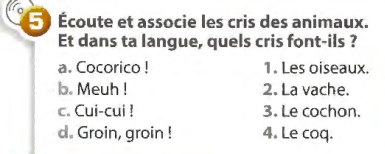 5 Écoute et associe les cris des animaux.
Et dans ta langue, quels cris font-ils ?
a. Cocorico !
b. Meuh !
c. Cui-cui !
d. Groin, groin !
1. Les oiseaux.
2. La vache.
3. Le cochon.
4. Le coq.